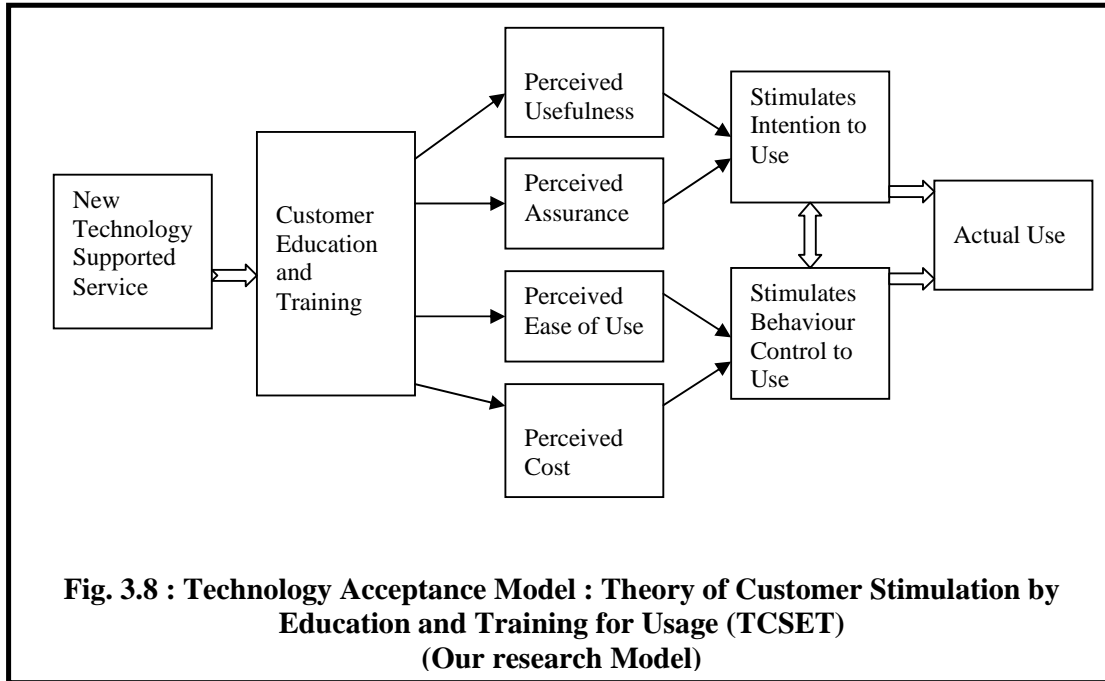 New
Technology
Supported
Service
Customer
Education
and
Training
Perceived
Usefulness
Perceived
Assurance
Perceived
Ease of Use
Perceived
Cost
Stimulates
Intention to
Use
Stimulates
Behaviour
Control to
Use
Actual Use
Fig. 3.8 : Technology Acceptance Model : Theory of Customer Stimulation by
Education and Training for Usage (TCSET)
(Our research Model)